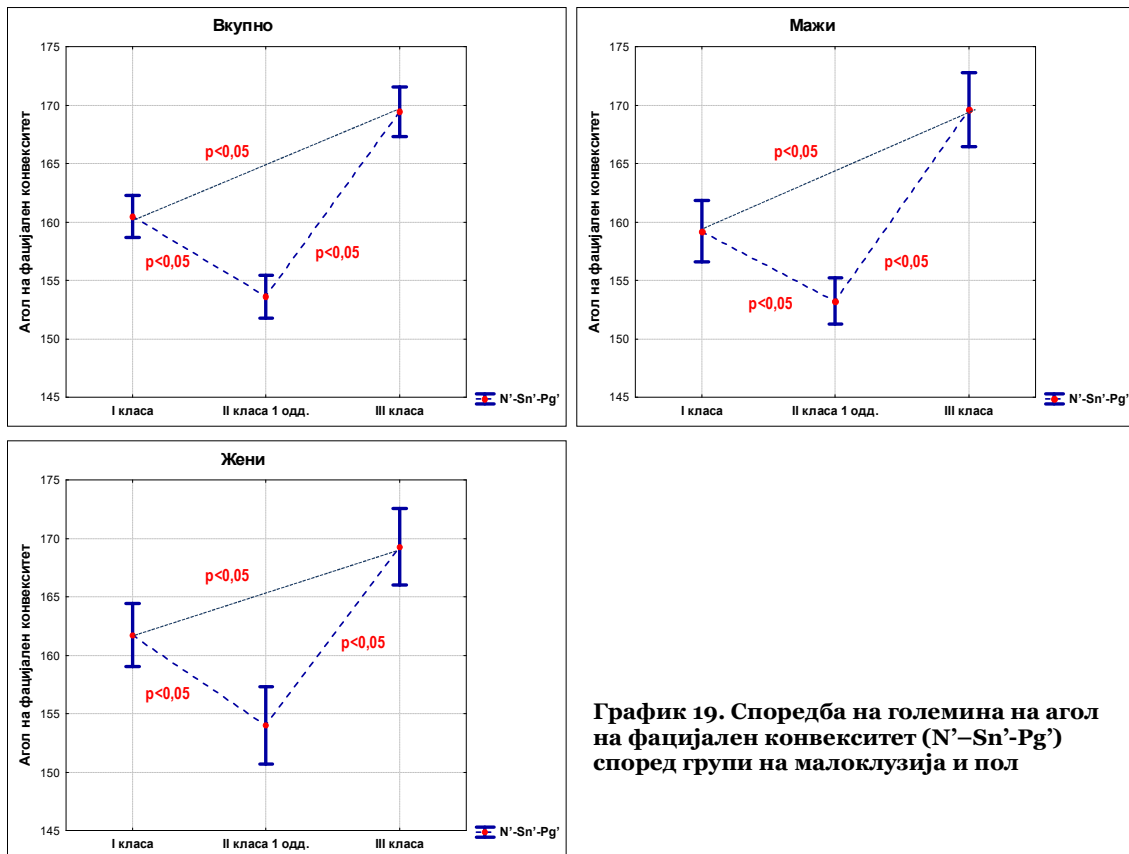 Вкупно
Агол на фацијален конвекситет
175
170
165
160
155
150
145
p<0,05
p<0,05
p<0,05
I класа
II класа 1 одд.
III класа
N’-Sn’-Pg’
Мажи
Агол на фацијален конвекситет
175
170
165
160
155
150
145
p<0,05
p<0,05
p<0,05
I класа
II класа 1 одд.
III класа
N’-Sn’-Pg’
Жени
Агол на фацијален конвекситет
175
170
165
160
155
150
145
p<0,05
p<0,05
p<0,05
I класа
II класа 1 одд.
III класа
N’-Sn’-Pg’
График 19. Споредба на големина на агол
на фацијален конвекситет (N’–Sn’-Pg’)
според групи на малоклузија и пол